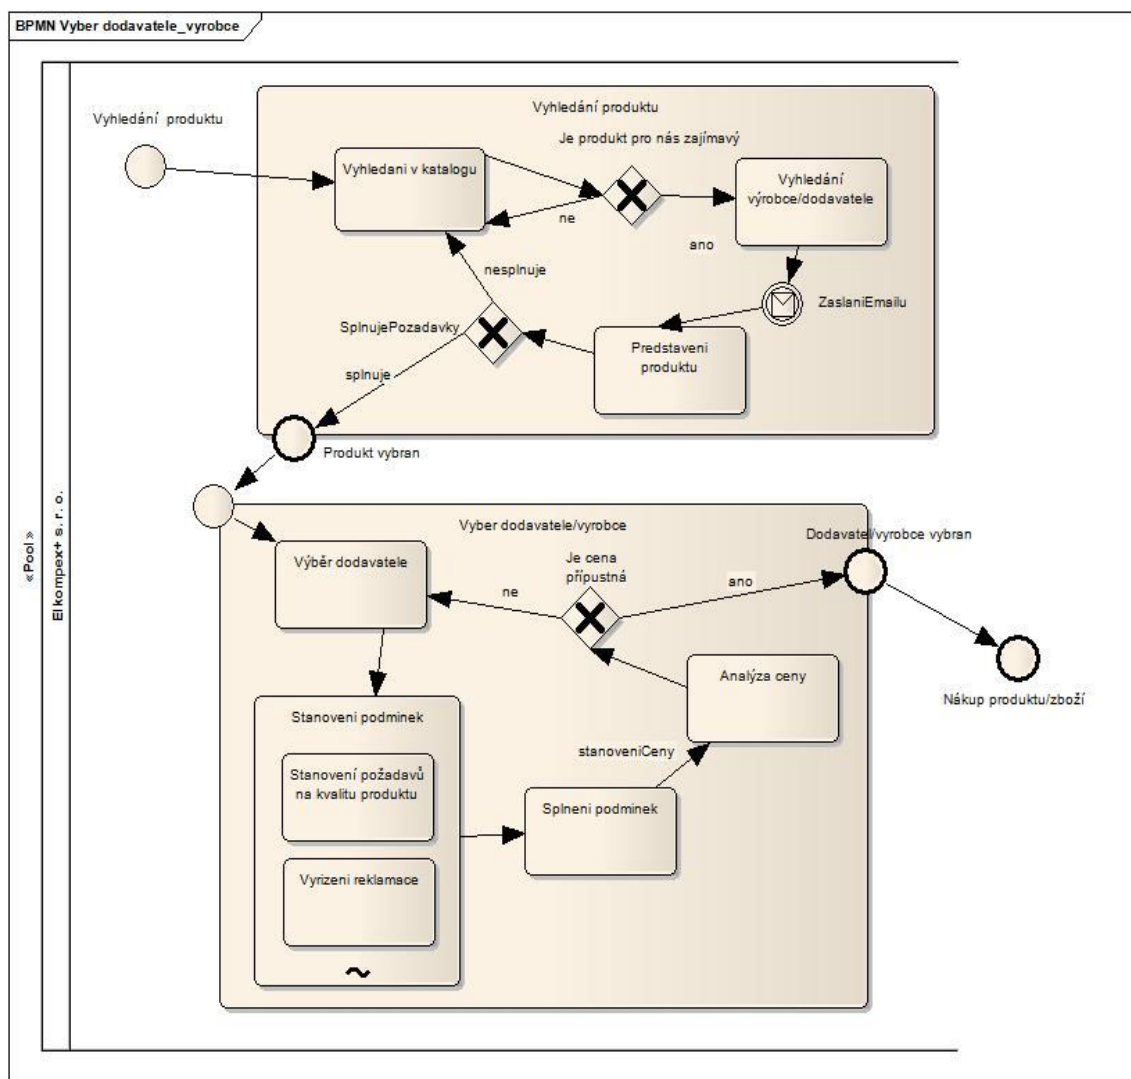 BPMN Vyber dodavatele_vyrobce
«Pool »
Elkompex+ s. r. o.
Vyhledání produktu
Vyhledání produktu
Je produkt pro nás zajímavý
Vyhledani v katalogu
ne
ano
Vyhledání
výrobce/dodavatele
ZaslaniEmailu
Predstaveni
produktu
nesplnuje
SplnujePozadavky
splnuje
Produkt vybran
Vyber dodavatele/vyrobce
Výběr dodavatele
Je cena
přípustná
ne
ano
Dodavatel/vyrobce vybran
Nákup produktu/zboží
Analýza ceny
stanoveniCeny
Stanoveni podminek
Stanovení požadavů
na kvalitu produktu
Splneni podminek
Vyrizeni reklamace